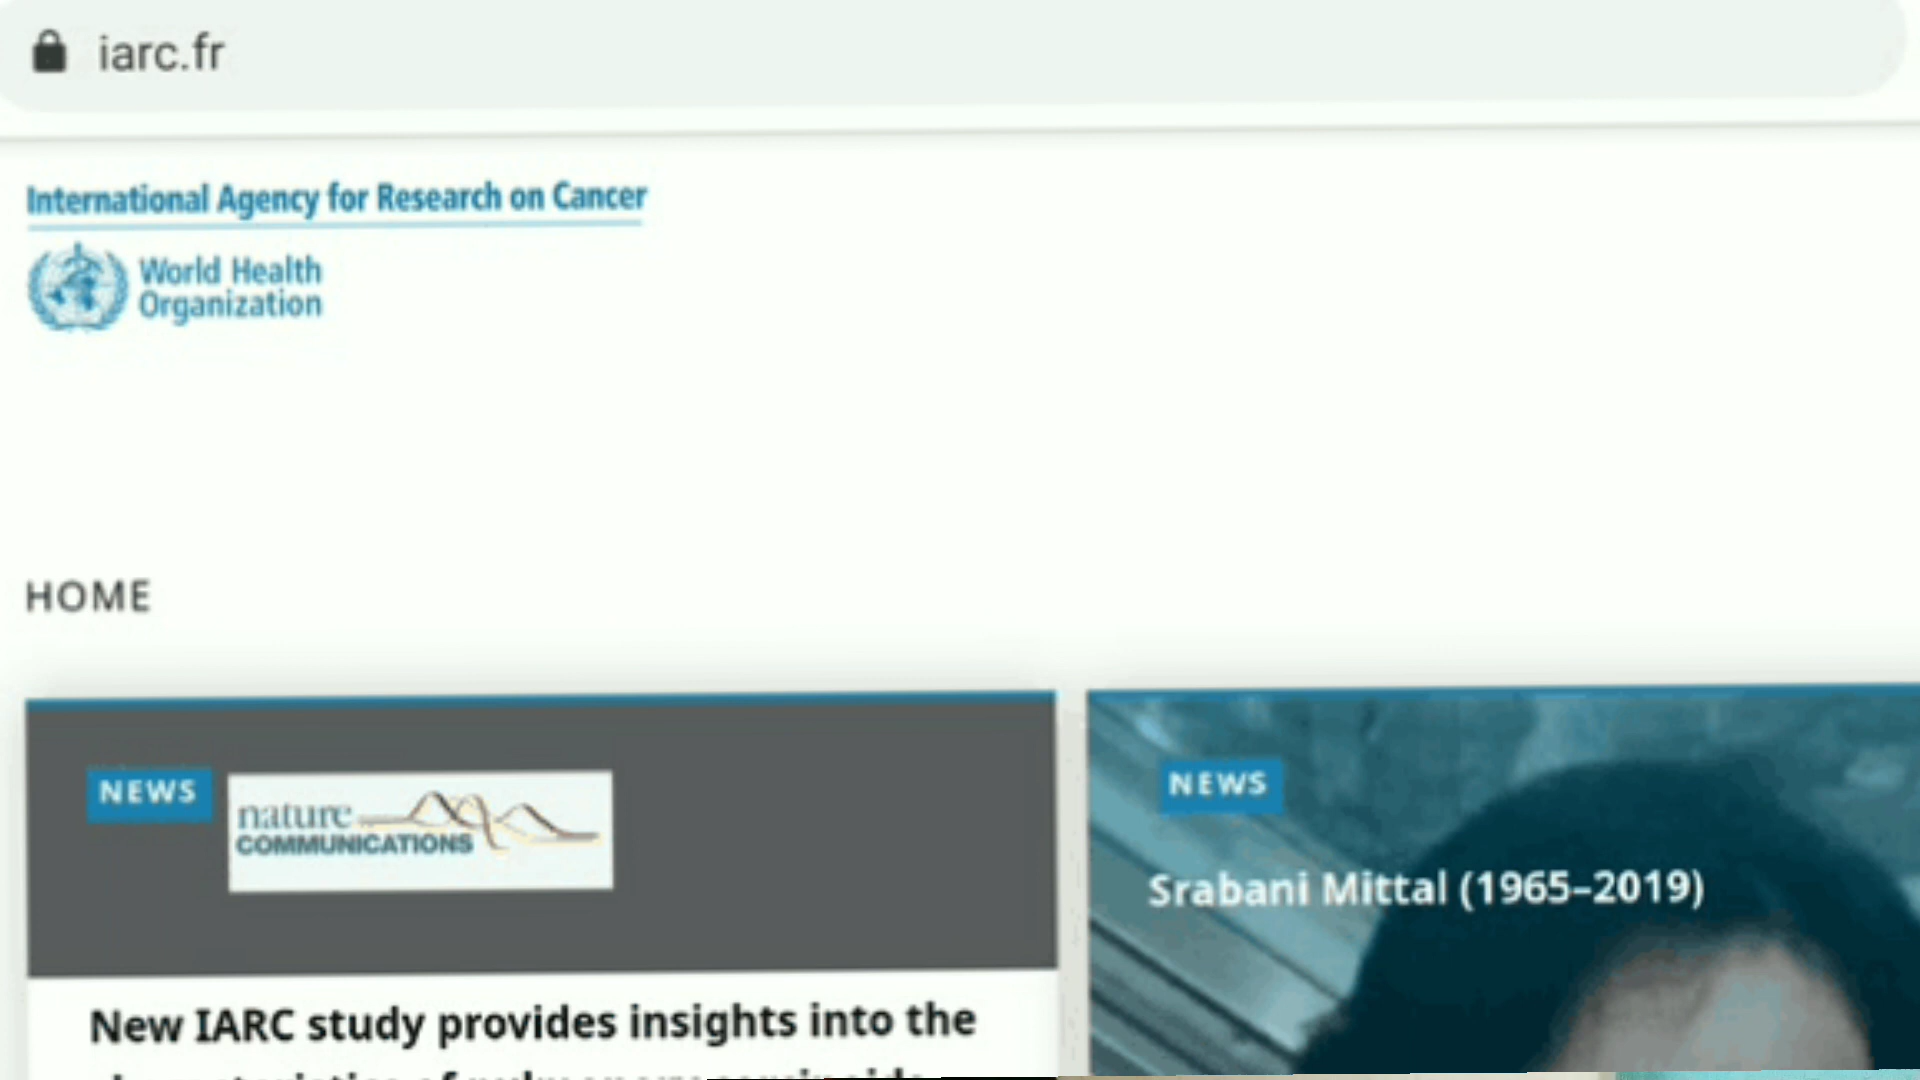 iarc.fr
International Agency for Research on Cancer
World Health
Organization
HOME
NEWS
nature
COMMUNICATIONS
NEWS
Srabani Mittal (1965–2019)
New IARC study provides insights into the
of